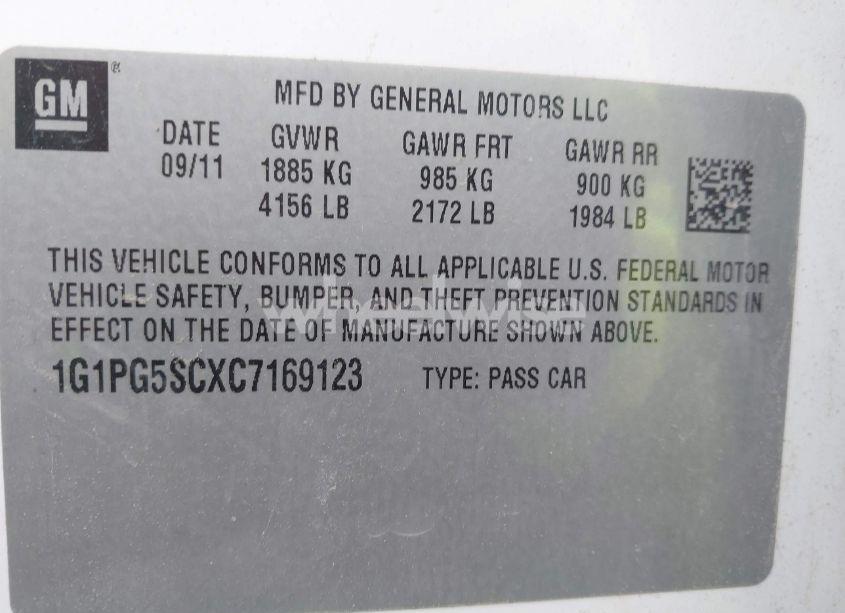 GM ®
MFD BY GENERAL MOTORS LLC
DATE GVWR GAWR FRT GAWR RR
09/11 1885 KG 985 KG 900 KG
4156 LB 2172 LB 1984 LB
THIS VEHICLE CONFORMS TO ALL APPLICABLE U.S. FEDERAL MOTOR
VEHICLE SAFETY, BUMPER, AND THEFT PREVENTION STANDARDS IN
EFFECT ON THE DATE OF MANUFACTURE SHOWN ABOVE.
1G1PG5SCXC7169123 TYPE: PASS CAR
wheelwise